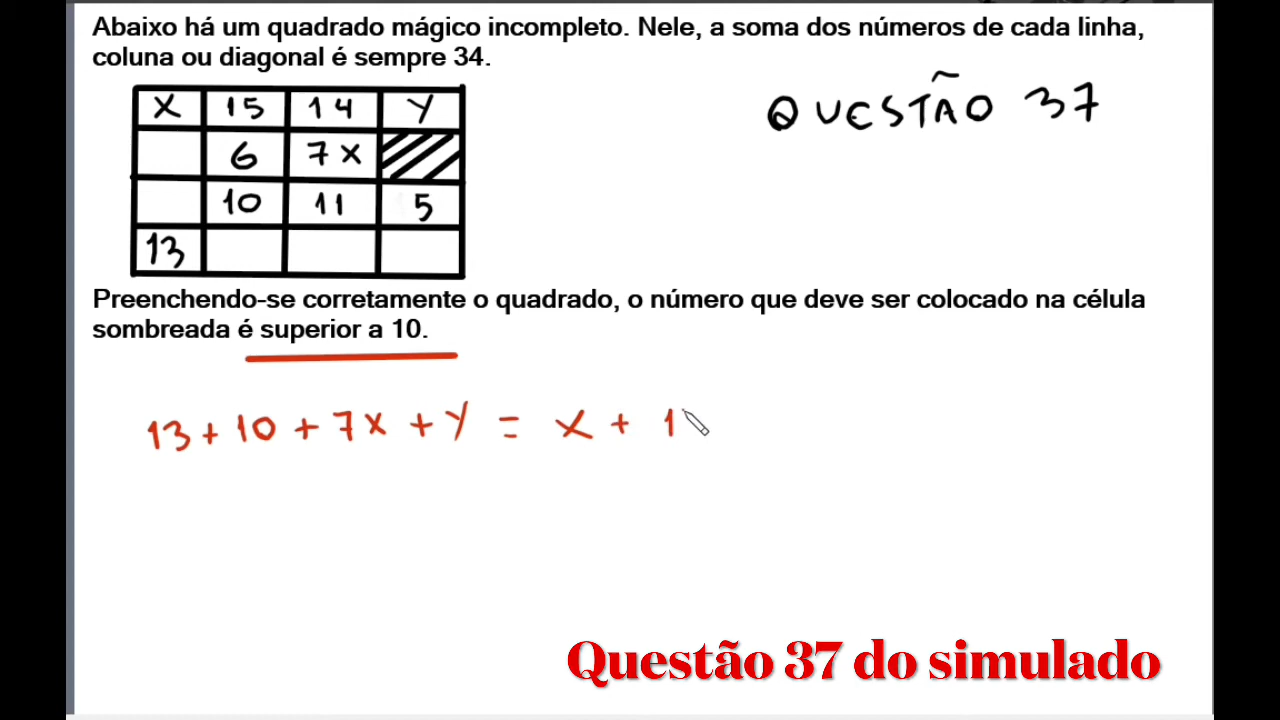 Abaixo há um quadrado mágico incompleto. Nele, a soma dos números de cada linha,
coluna ou diagonal é sempre 34.
QUESTÃO 37
X 15 14 Y
6 7X
10 11 5
13
Preenchendo-se corretamente o quadrado, o número que deve ser colocado na célula
sombreada é superior a 10.
13 + 10 + 7X + Y = X + 1
Questão 37 do simulado